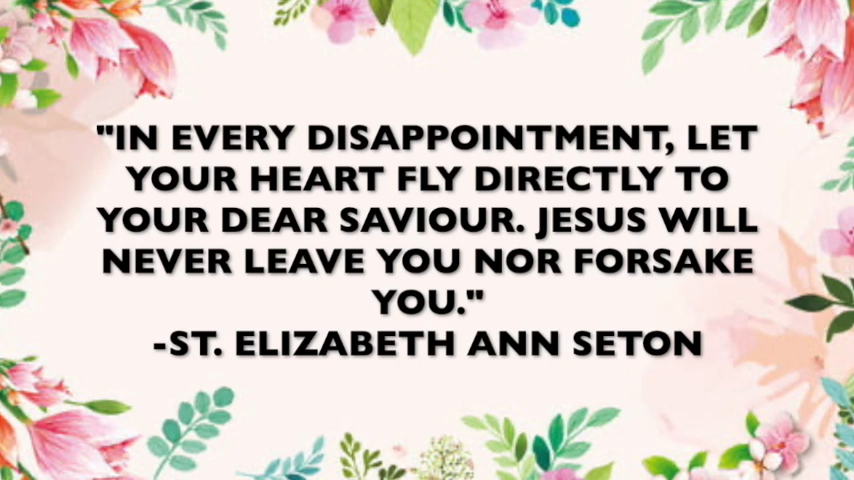 "IN EVERY DISAPPOINTMENT, LET
YOUR HEART FLY DIRECTLY TO
YOUR DEAR SAVIOUR. JESUS WILL
NEVER LEAVE YOU NOR FORSAKE
YOU."
-ST. ELIZABETH ANN SETON